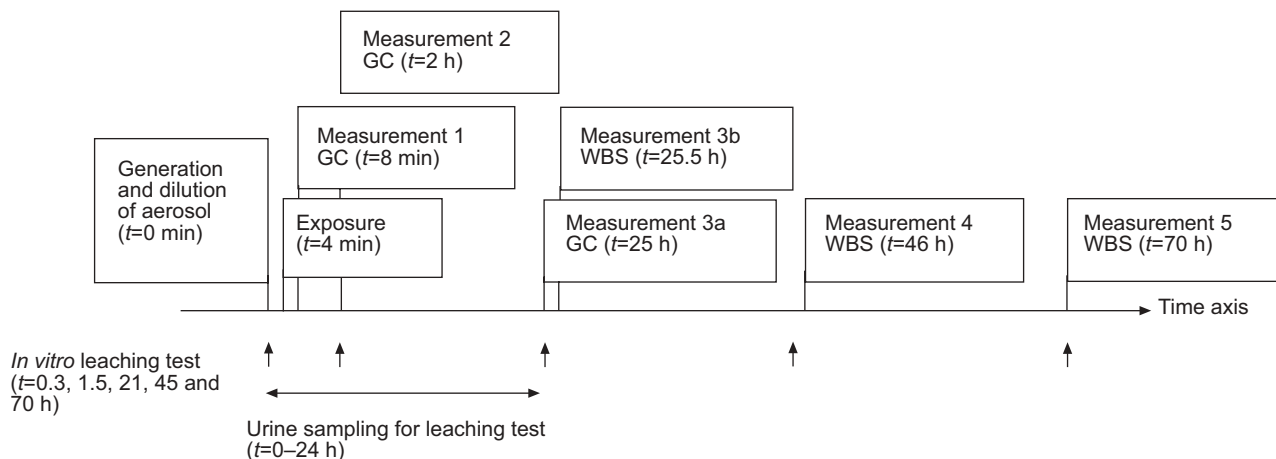 Measurement 2
GC (t=2 h)
Measurement 1
GC (t=8 min)
Measurement 3b
WBS (t=25.5 h)
Generation
and dilution
of aerosol
(t=0 min)
Exposure
(t=4 min)
Measurement 3a
GC (t=25 h)
Measurement 4
WBS (t=46 h)
Measurement 5
WBS (t=70 h)
Time axis
In vitro leaching test
(t=0.3, 1.5, 21, 45 and
70 h)
Urine sampling for leaching test
(t=0–24 h)